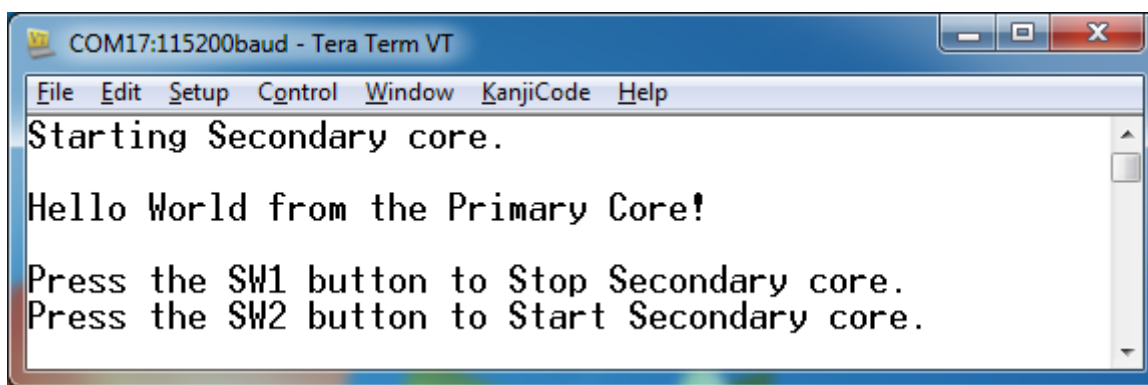 COM17:115200baud - Tera Term VT
File Edit Setup Control Window KanjiCode Help
Starting Secondary core.
Hello World from the Primary Core!
Press the SW1 button to Stop Secondary core.
Press the SW2 button to Start Secondary core.